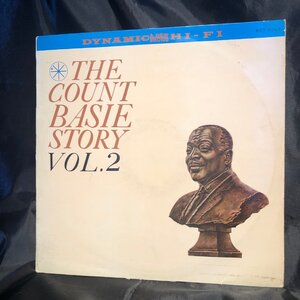 DYNAMIC HI-FI
THE
COUNT
BASIE
STORY
VOL.2